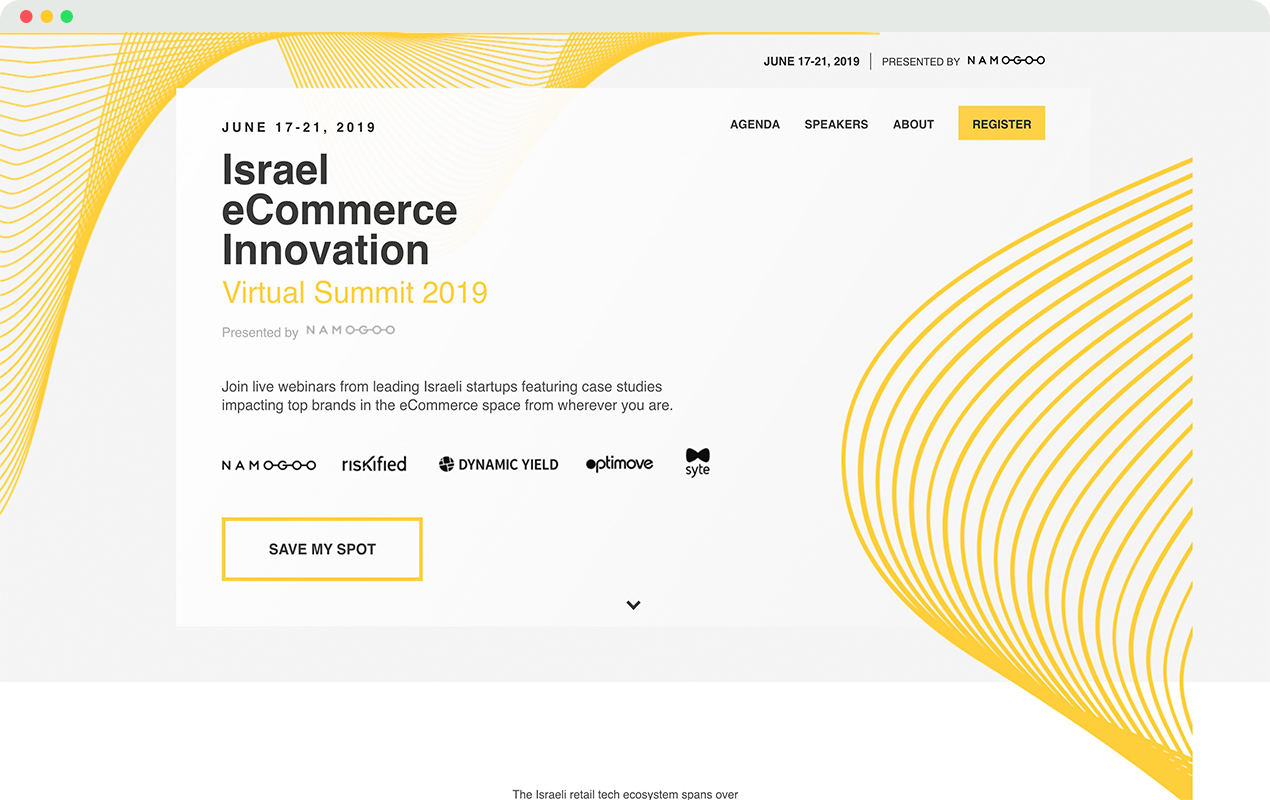 JUNE 17-21, 2019 PRESENTED BY NAMOGOO
AGENDA SPEAKERS ABOUT REGISTER
JUNE 17-21, 2019
Israel
eCommerce
Innovation
Virtual Summit 2019
Presented by NAMOGOO
Join live webinars from leading Israeli startups featuring case studies
impacting top brands in the eCommerce space from wherever you are.
NAMOGOO riskified DYNAMIC YIELD optimove syte
SAVE MY SPOT
The Israeli retail tech ecosystem spans over